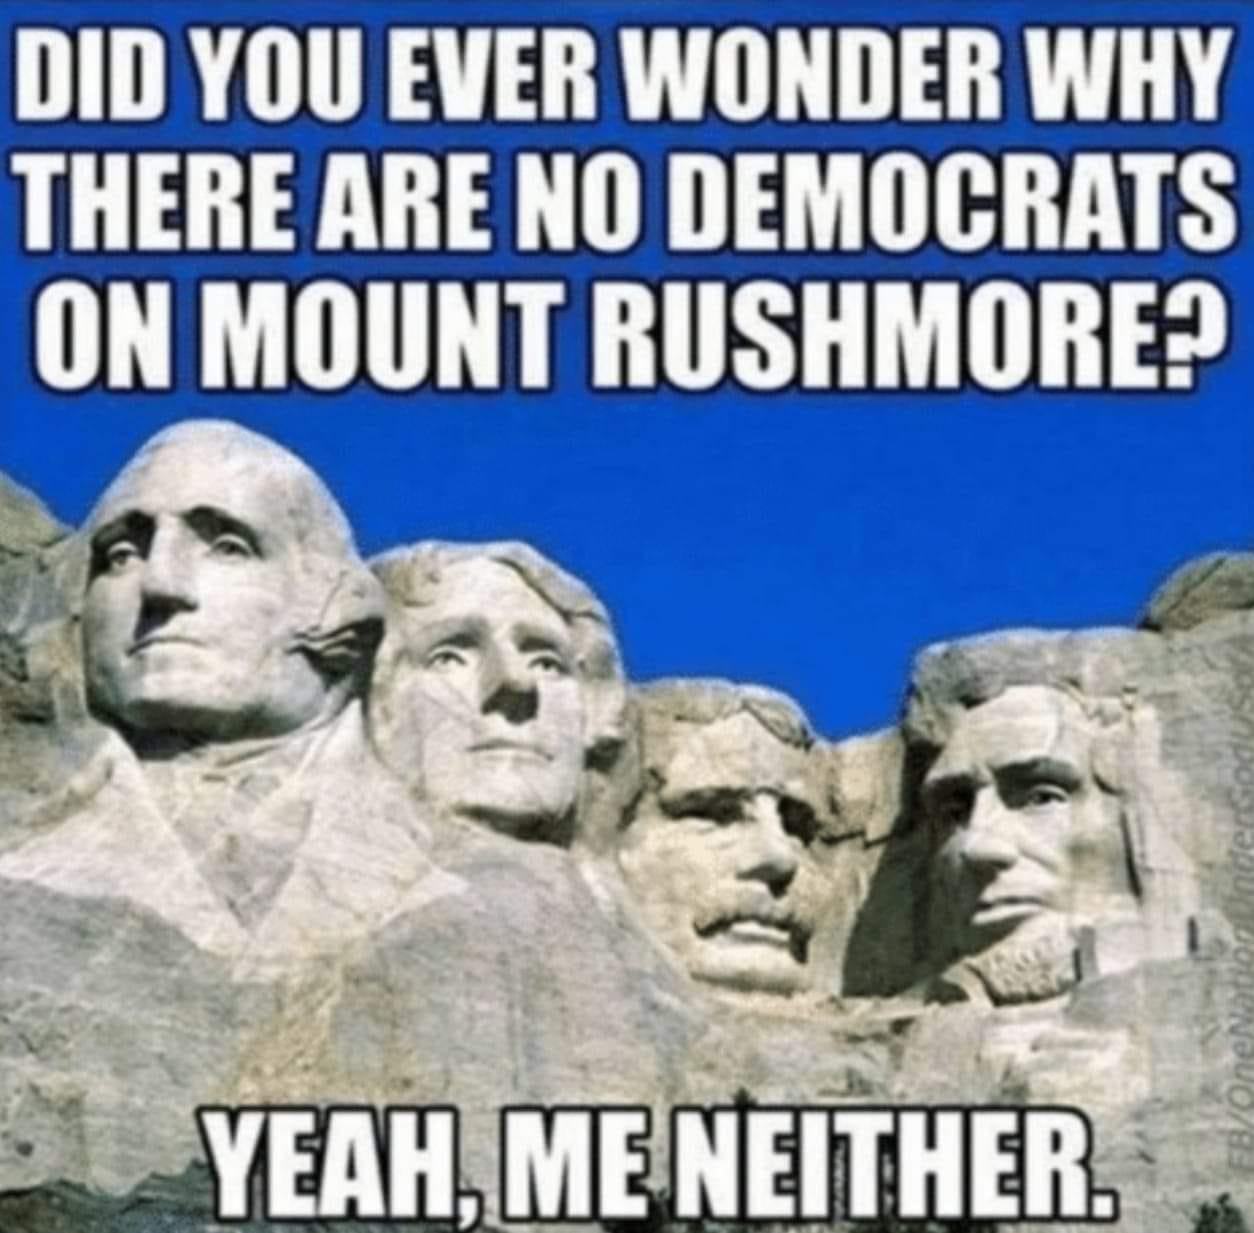 DID YOU EVER WONDER WHY
THERE ARE NO DEMOCRATS
ON MOUNT RUSHMORE?
YEAH, ME NEITHER.